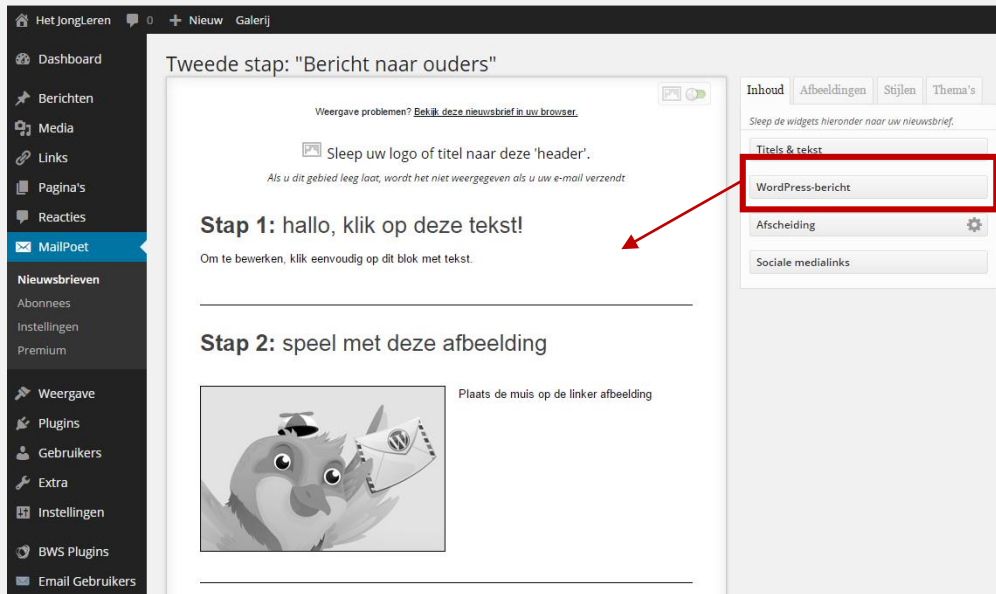 Het JongLeren 0 Nieuw Galerij
Dashboard
Berichten
Media
Links
Pagina's
Reacties
MailPoet
Nieuwsbrieven
Abonnees
Instellingen
Premium
Weergave
Plugins
Gebruikers
Extra
Instellingen
BWS Plugins
Email Gebruikers
Tweede stap: "Bericht naar ouders"
Weergave problemen? Bekijk deze nieuwsbrief in uw browser.
Sleep uw logo of titel naar deze 'header'.
Als u dit gebied leeg laat, wordt het niet weergegeven als u uw e-mail verzendt
Stap 1: hallo, klik op deze tekst!
Om te bewerken, klik eenvoudig op dit blok met tekst.
Stap 2: speel met deze afbeelding
Plaats de muis op de linker afbeelding
Inhoud Afbeeldingen Stijlen Thema's
Sleep de widgets hieronder naar uw nieuwsbrief.
Titels & tekst
WordPress-bericht
Afscheiding
Sociale medialinks